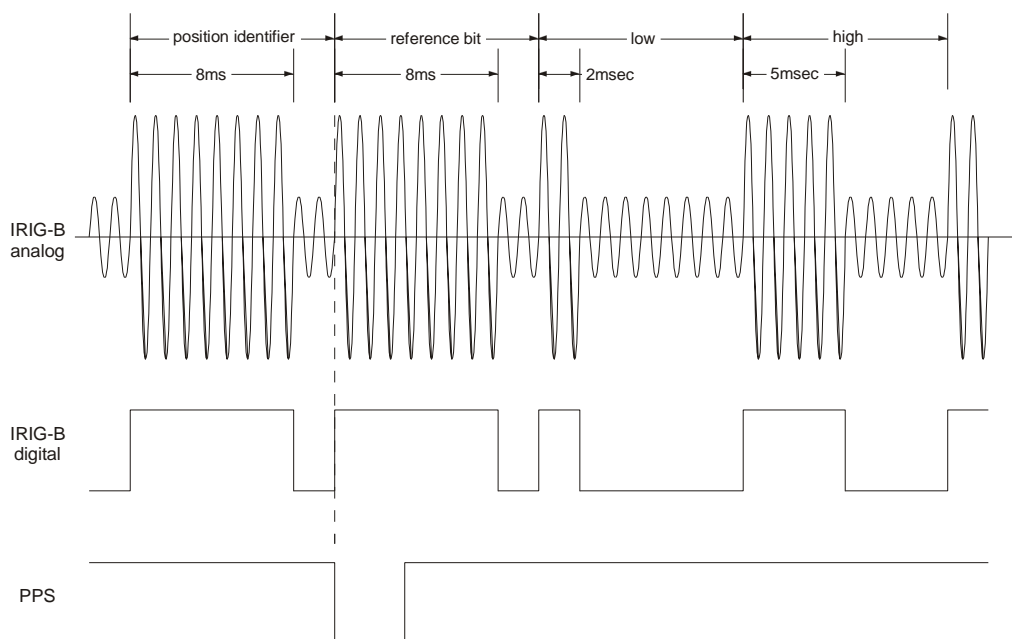 position identifier
reference bit
low
high
8ms
8ms
2msec
5msec
IRIG-B
analog
IRIG-B
digital
PPS